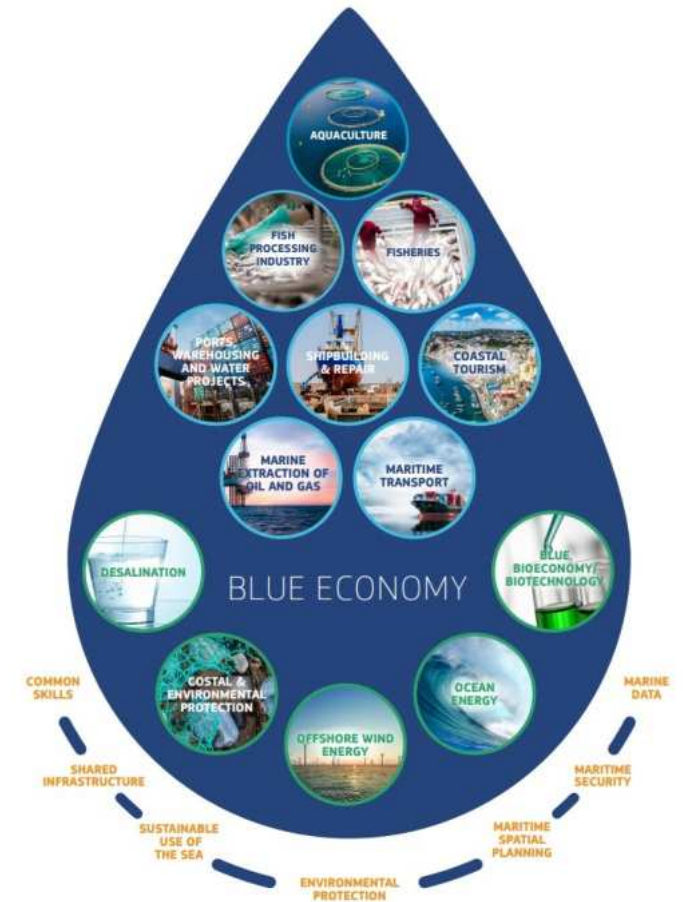 AQUACULTURE
FISH
PROCESSING
INDUSTRY
FISHERIES
PORTS,
WAREHOUSING
AND WATER
PROJECTS,
SHIPBUILDING
& REPAIR
COASTAL
TOURISM
MARINE
EXTRACTION OF
OIL AND GAS
MARITIME
TRANSPORT
DESALINATION
BLUE ECONOMY
BLUE
BIOECONOMY/
BIOTECHNOLOGY
COSTAL &
ENVIRONMENTAL
PROTECTION
OFFSHORE WIND
ENERGY
OCEAN
ENERGY
COMMON
SKILLS
SHARED
INFRASTRUCTURE
SUSTAINABLE
USE OF
THE SEA
ENVIRONMENTAL
PROTECTION
MARITIME
SPATIAL
PLANNING
MARITIME
SECURITY
MARINE
DATA